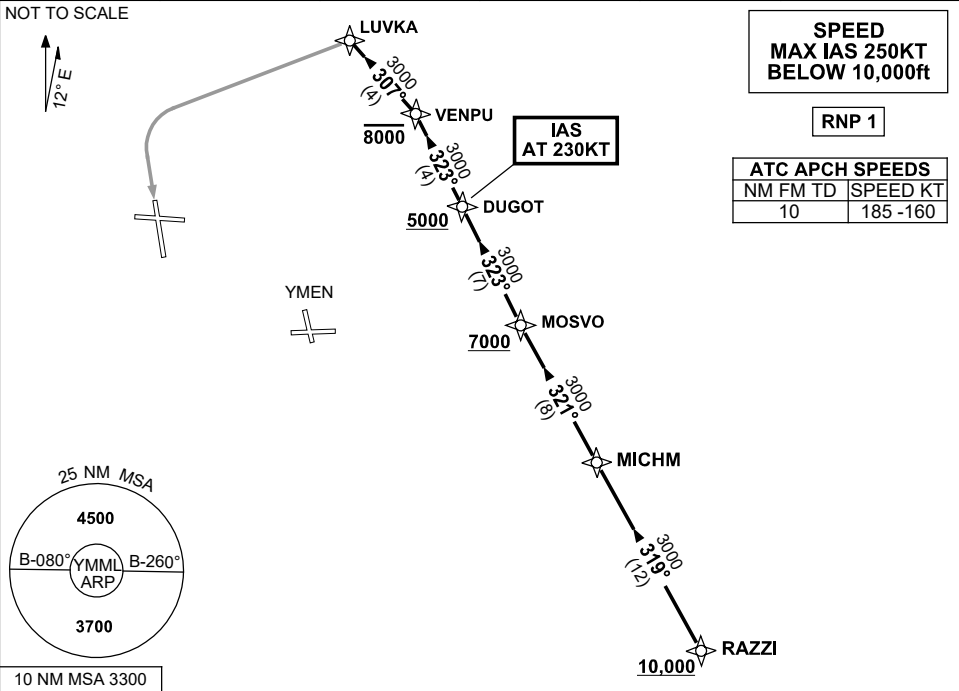 NOT TO SCALE
12° E
LUVKA
3000
307°
(4)
VENPU
8000
3000
323°
(4)
IAS
AT 230KT
DUGOT
5000
3000
323°
(7)
MOSVO
7000
3000
321°
(8)
MICHM
3000
319°
(12)
RAZZI
10,000
YMEN
SPEED
MAX IAS 250KT
BELOW 10,000ft
RNP 1
ATC APCH SPEEDS
NM FM TD SPEED KT
10 185 -160
25 NM MSA
4500
B-080° YMML B-260°
ARP
3700
10 NM MSA 3300